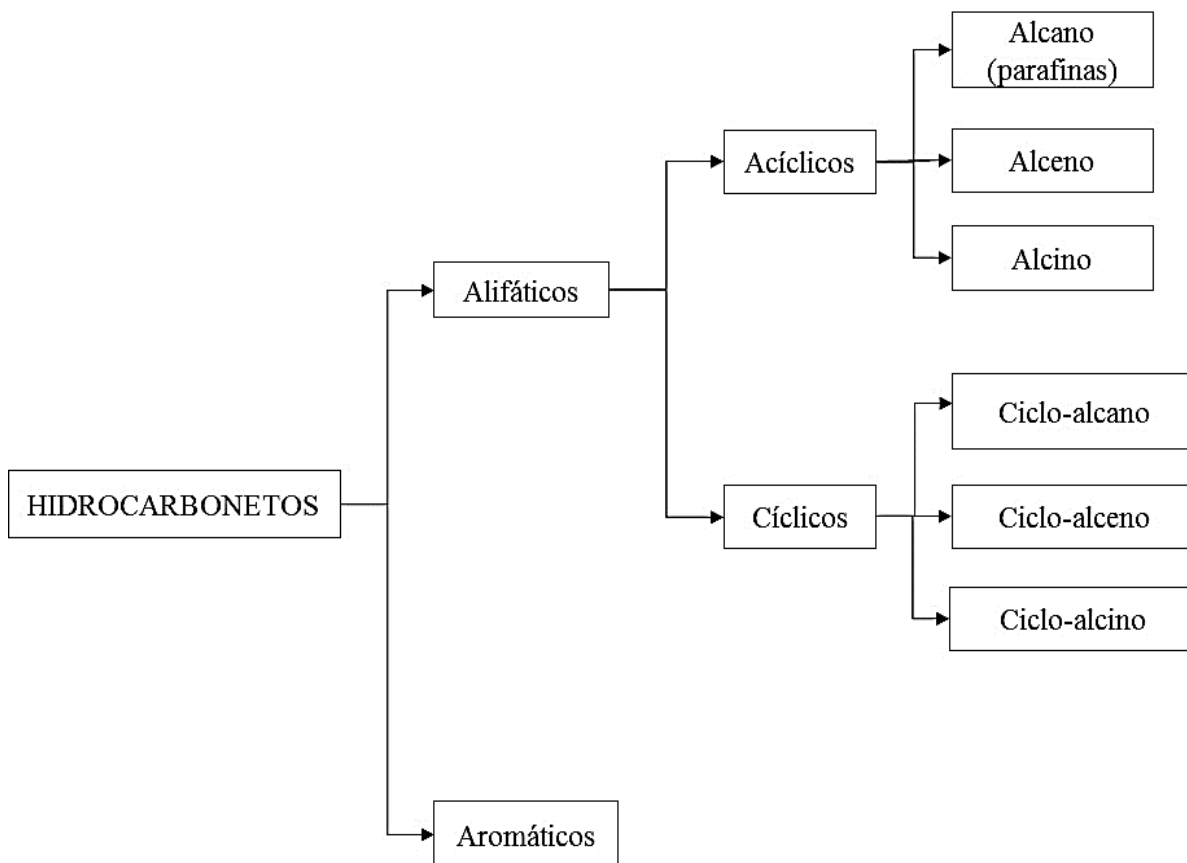 Alcano
(parafinas)
Acíclicos
Alceno
Alcino
Alifáticos
Ciclo-alcano
HIDROCARBONETOS
Cíclicos
Ciclo-alceno
Ciclo-alcino
Aromáticos